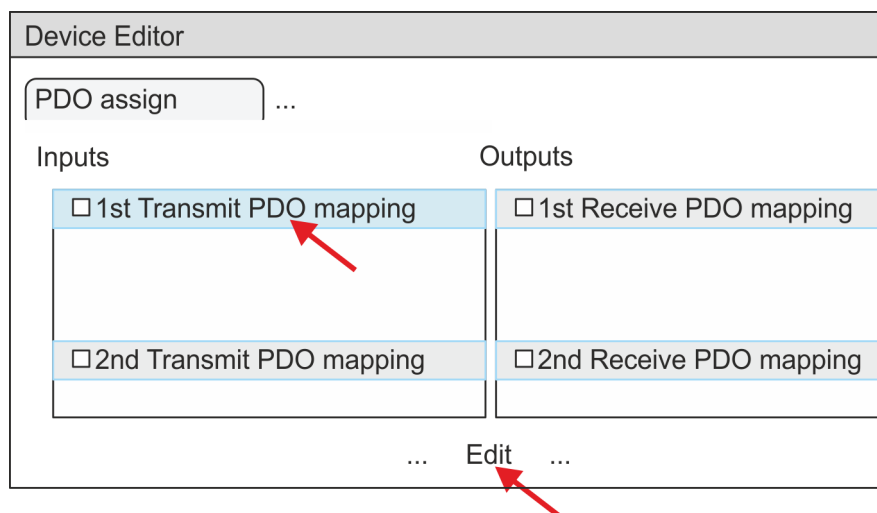 Device Editor
PDO assign ...
Inputs Outputs
1st Transmit PDO mapping 1st Receive PDO mapping
2nd Transmit PDO mapping 2nd Receive PDO mapping
... Edit ...